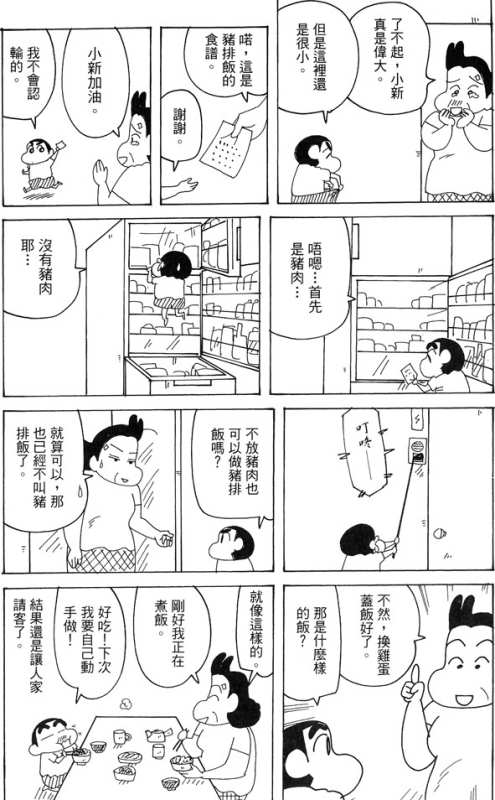 了不起，小新
真是偉大。
但是這裡還
是很小。
喏，這是
豬排飯的
食譜。
謝謝。
小新加油。
我不會認
輸的。
唔嗯…首先
是豬肉…
沒有豬肉
耶…
叮咚——
不放豬肉也
可以做豬排
飯嗎？
就算可以，那
也已經不叫豬
排飯了。
不然，換雞蛋
蓋飯好了。
那是什麼樣
的飯？
就像這樣的。
剛好我正在
煮飯。
好吃！下次
我要自己動
手做！
結果還是讓人家
請客了。